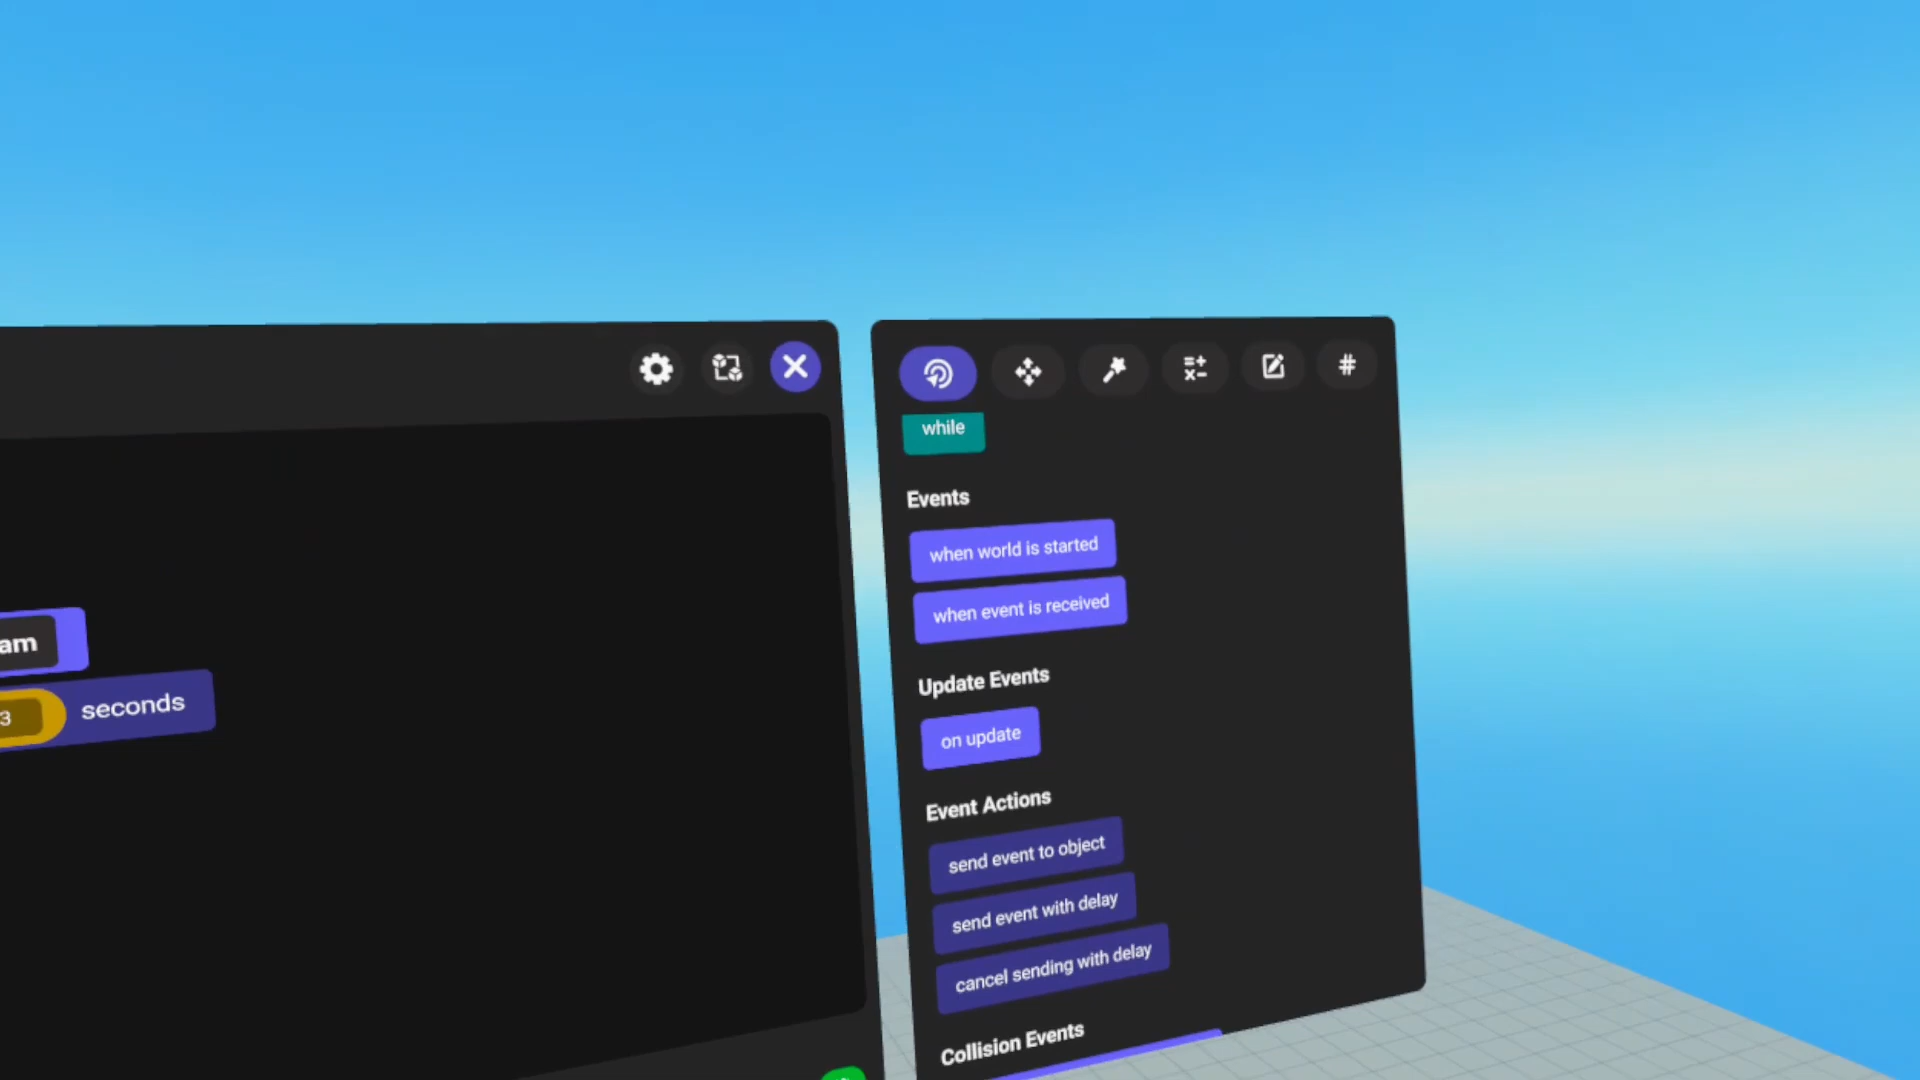 am
3 seconds
#
while
Events
when world is started
when event is received
Update Events
on update
Event Actions
send event to object
send event with delay
cancel sending with delay
Collision Events